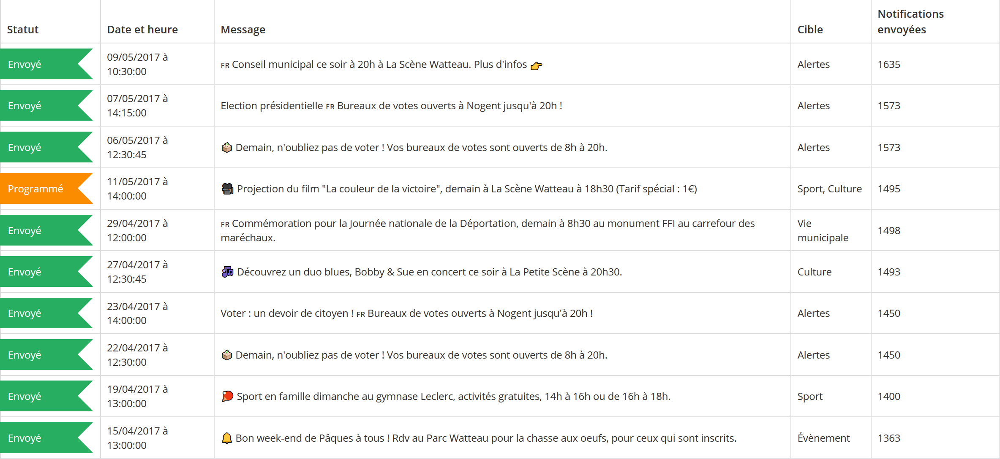 Statut Date et heure Message Cible Notifications envoyées
Envoyé 09/05/2017 à 10:30:00 FR Conseil municipal ce soir à 20h à La Scène Watteau. Plus d'infos 👉 Alertes 1635
Envoyé 07/05/2017 à 14:15:00 Election présidentielle FR Bureaux de votes ouverts à Nogent jusqu'à 20h ! Alertes 1573
Envoyé 06/05/2017 à 12:30:45 🗳 Demain, n'oubliez pas de voter ! Vos bureaux de votes sont ouverts de 8h à 20h. Alertes 1573
Programmé 11/05/2017 à 14:00:00 🎥 Projection du film "La couleur de la victoire", demain à La Scène Watteau à 18h30 (Tarif spécial : 1€) Sport, Culture 1495
Envoyé 29/04/2017 à 12:00:00 FR Commémoration pour la Journée nationale de la Déportation, demain à 8h30 au monument FFI au carrefour des maréchaux. Vie municipale 1498
Envoyé 27/04/2017 à 12:30:45 🎶 Découvrez un duo blues, Bobby & Sue en concert ce soir à La Petite Scène à 20h30. Culture 1493
Envoyé 23/04/2017 à 14:00:00 Voter : un devoir de citoyen ! FR Bureaux de votes ouverts à Nogent jusqu'à 20h ! Alertes 1450
Envoyé 22/04/2017 à 12:30:00 🗳 Demain, n'oubliez pas de voter ! Vos bureaux de votes sont ouverts de 8h à 20h. Alertes 1450
Envoyé 19/04/2017 à 13:00:00 🏓 Sport en famille dimanche au gymnase Leclerc, activités gratuites, 14h à 16h ou de 16h à 18h. Sport 1400
Envoyé 15/04/2017 à 13:00:00 🔔 Bon week-end de Pâques à tous ! Rdv au Parc Watteau pour la chasse aux oeufs, pour ceux qui sont inscrits. Évènement 1363